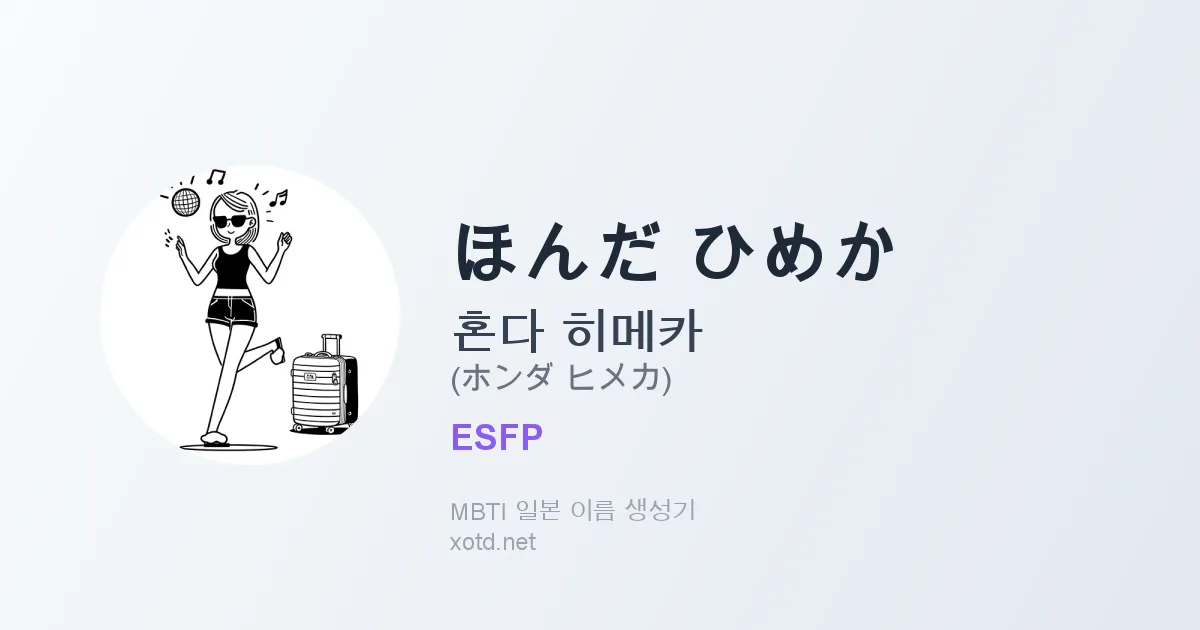 ほんだ ひめか
혼다 히메카
(ホンダ ヒメカ)
ESFP
MBTI 일본 이름 생성기
xotd.net